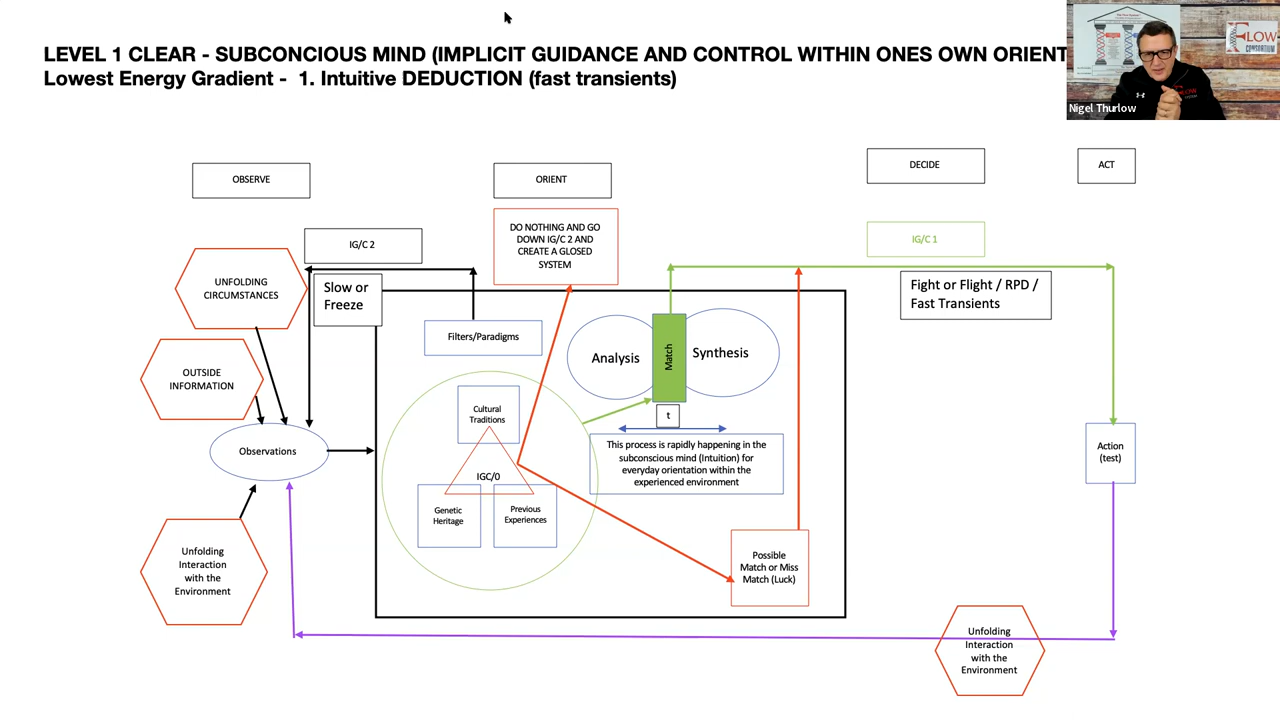 LEVEL 1 CLEAR - SUBCONCIOUS MIND (IMPLICIT GUIDANCE AND CONTROL WITHIN ONES OWN ORIENT
Lowest Energy Gradient - 1. Intuitive DEDUCTION (fast transients)
LOW
CONSORTIUM
Nigel Thurlow
OBSERVE
ORIENT
DECIDE
ACT
IG/C 2
DO NOTHING AND GO
DOWN IG/C 2 AND
CREATE A GLOSED
SYSTEM
IG/C 1
UNFOLDING
CIRCUMSTANCES
Slow or
Freeze
Fight or Flight / RPD /
Fast Transients
Filters/Paradigms
Analysis
Match
Synthesis
OUTSIDE
INFORMATION
Cultural
Traditions
t
This process is rapidly happening in the
subconscious mind (Intuition) for
everyday orientation within the
experienced environment
Observations
Action
(test)
IGC/0
Genetic
Heritage
Previous
Experiences
Unfolding
Interaction
with the
Environment
Possible
Match or Miss
Match (Luck)
Unfolding
Interaction
with the
Environment